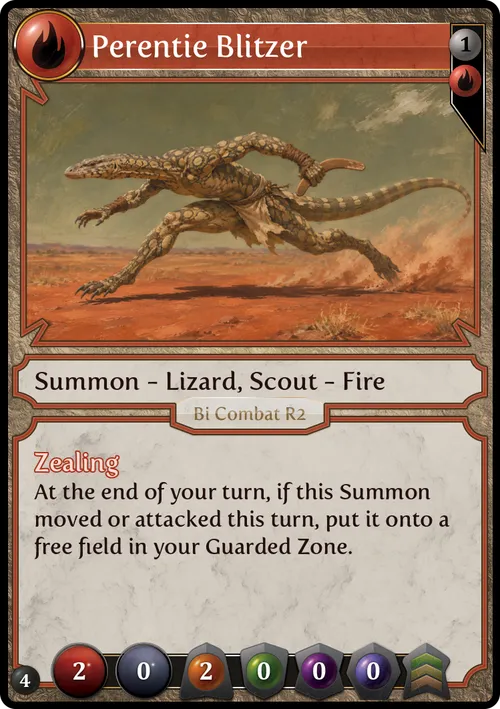 Perentie Blitzer
1
Summon – Lizard, Scout – Fire
Bi Combat R2
Zealing
At the end of your turn, if this Summon
moved or attacked this turn, put it onto a
free field in your Guarded Zone.
4 2* 0* 2 0 0 0